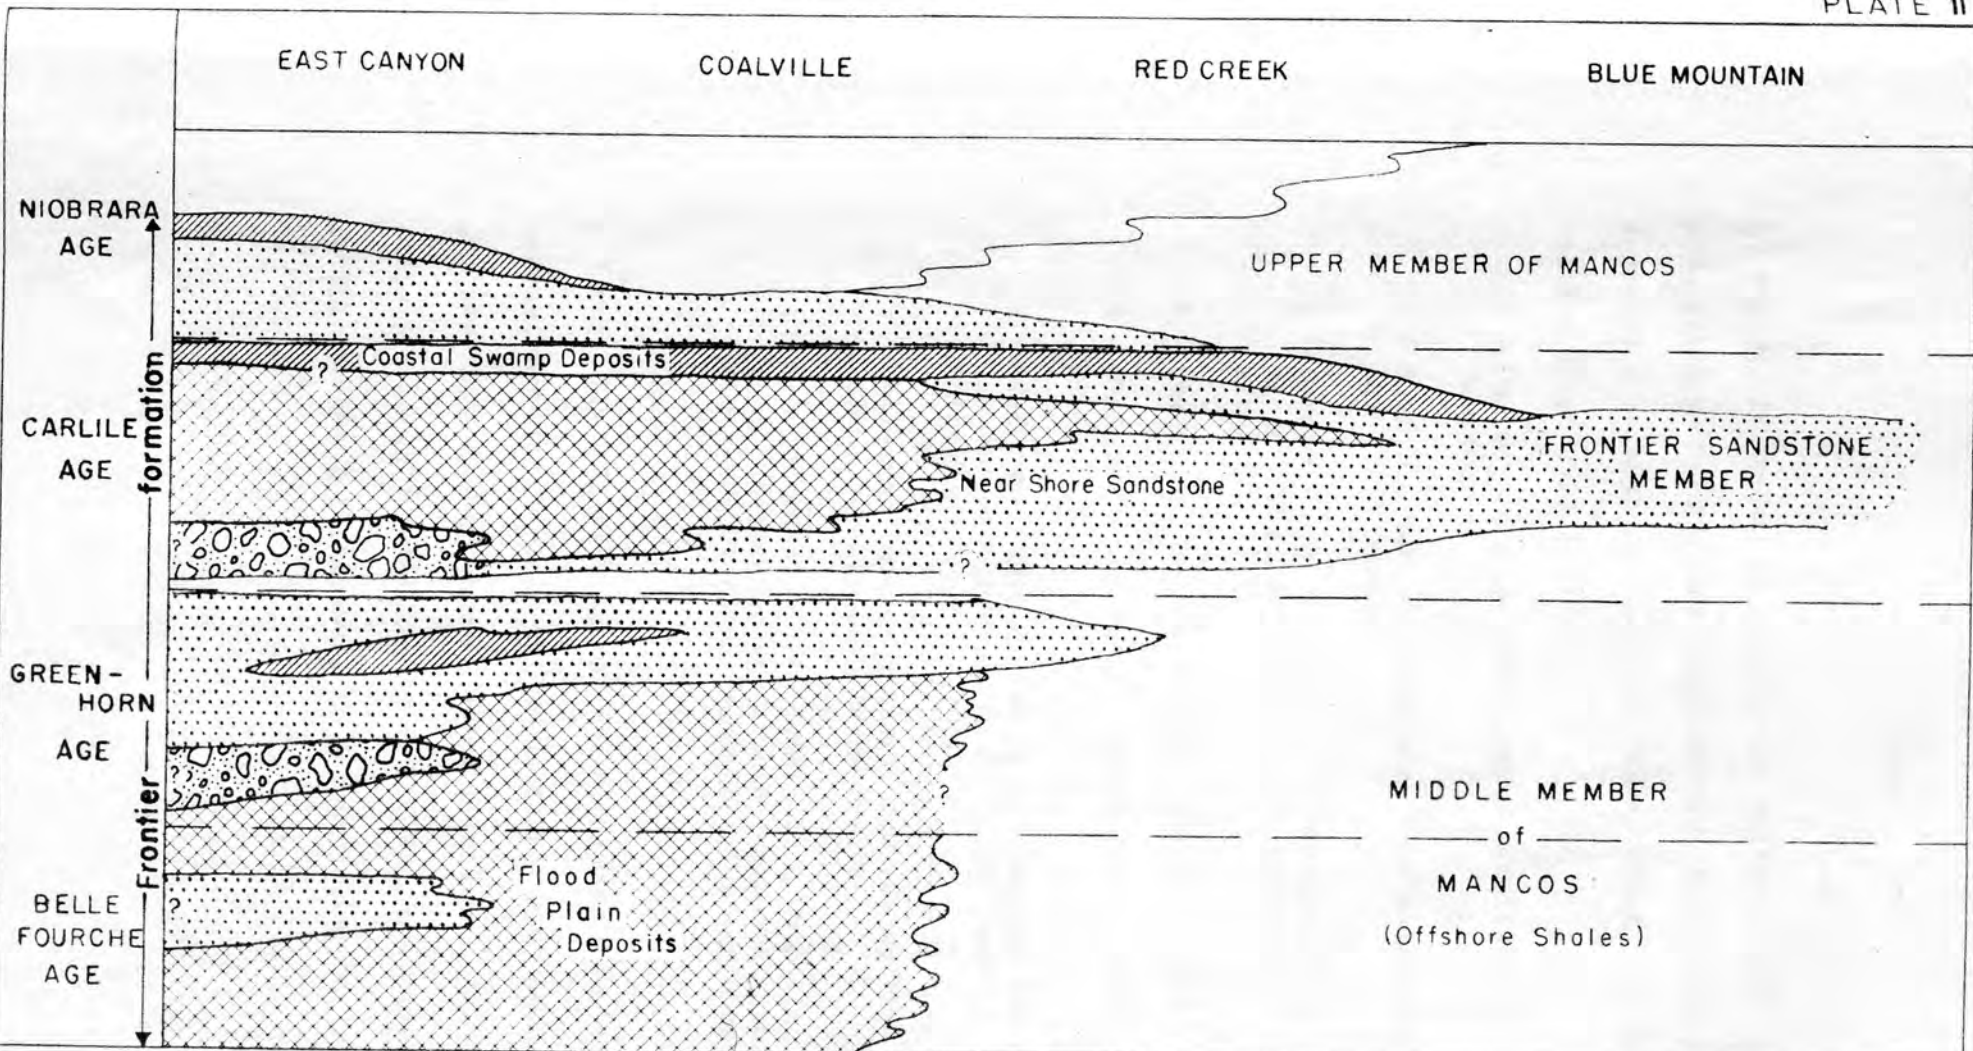 PLATE II
EAST CANYON
COALVILLE
RED CREEK
BLUE MOUNTAIN
NIOBRARA
AGE
UPPER MEMBER OF MANCOS
Coastal Swamp Deposits
?
CARLILE
AGE
formation
FRONTIER SANDSTONE
MEMBER
Near Shore Sandstone
?
?
GREEN-
HORN
AGE
?
?
MIDDLE MEMBER
of
MANCOS
(Offshore Shales)
Frontier
Flood
Plain
Deposits
?
BELLE
FOURCHE
AGE